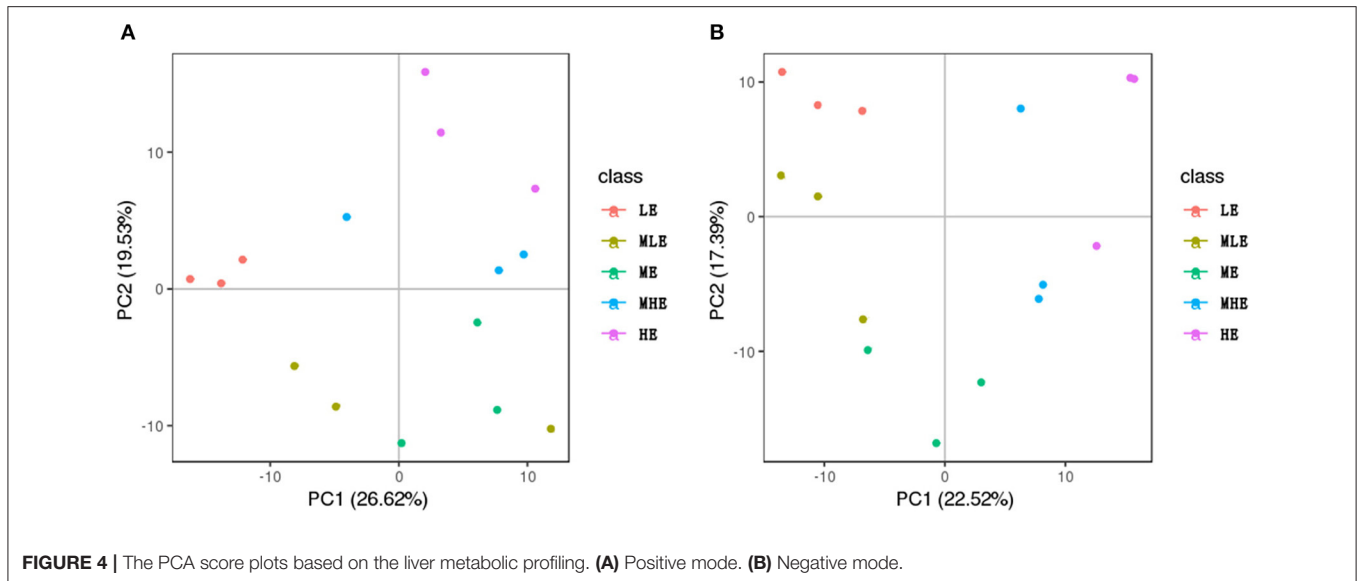 A
B
10
0
-10
PC2 (19.53%)
-10
0
10
PC1 (26.62%)
class
a LE
a MLE
a ME
a MHE
a HE
10
0
-10
PC2 (17.39%)
-10
0
10
PC1 (22.52%)
class
a LE
a MLE
a ME
a MHE
a HE
FIGURE 4 | The PCA score plots based on the liver metabolic profiling. (A) Positive mode. (B) Negative mode.